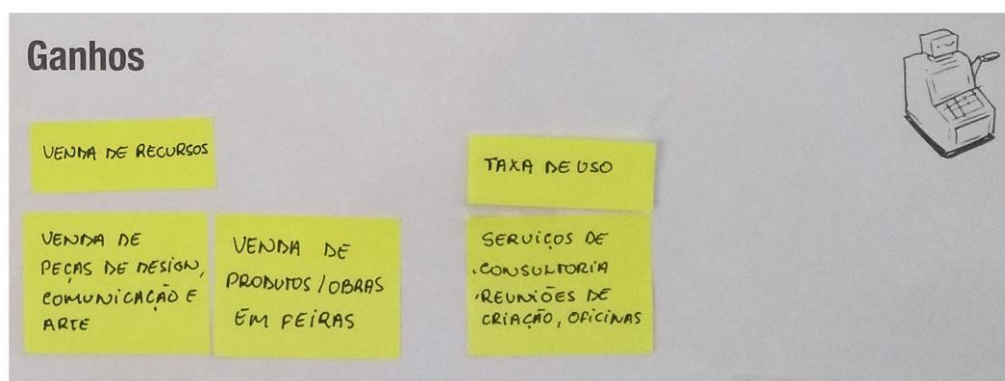 Ganhos
VENDA DE RECURSOS
VENDA DE
PEÇAS DE DESIGN,
COMUNICAÇÃO E
ARTE
VENDA DE
PRODUTOS / OBRAS
EM FEIRAS
TAXA DE USO
SERVIÇOS DE
.CONSULTORIA
.REUNIÕES DE
CRIAÇÃO, OFICINAS